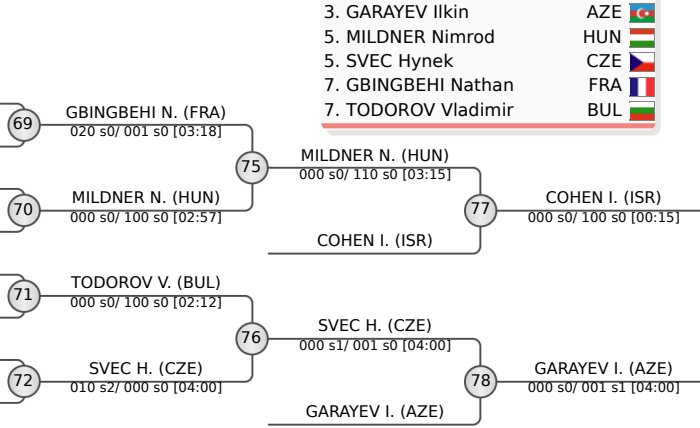 3. GARAYEV Ilkin AZE
5. MILDNER Nimrod HUN
5. SVEC Hynek CZE
7. GBINGBEHI Nathan FRA
7. TODOROV Vladimir BUL
GBINGBEHI N. (FRA)
69
020 s0/ 001 s0 [03:18]
75
MILDNER N. (HUN)
000 s0/ 110 s0 [03:15]
MILDNER N. (HUN)
70
000 s0/ 100 s0 [02:57]
77
COHEN I. (ISR)
000 s0/ 100 s0 [00:15]
COHEN I. (ISR)
TODOROV V. (BUL)
71
000 s0/ 100 s0 [02:12]
76
SVEC H. (CZE)
000 s1/ 001 s0 [04:00]
SVEC H. (CZE)
72
010 s2/ 000 s0 [04:00]
78
GARAYEV I. (AZE)
000 s0/ 001 s1 [04:00]
GARAYEV I. (AZE)